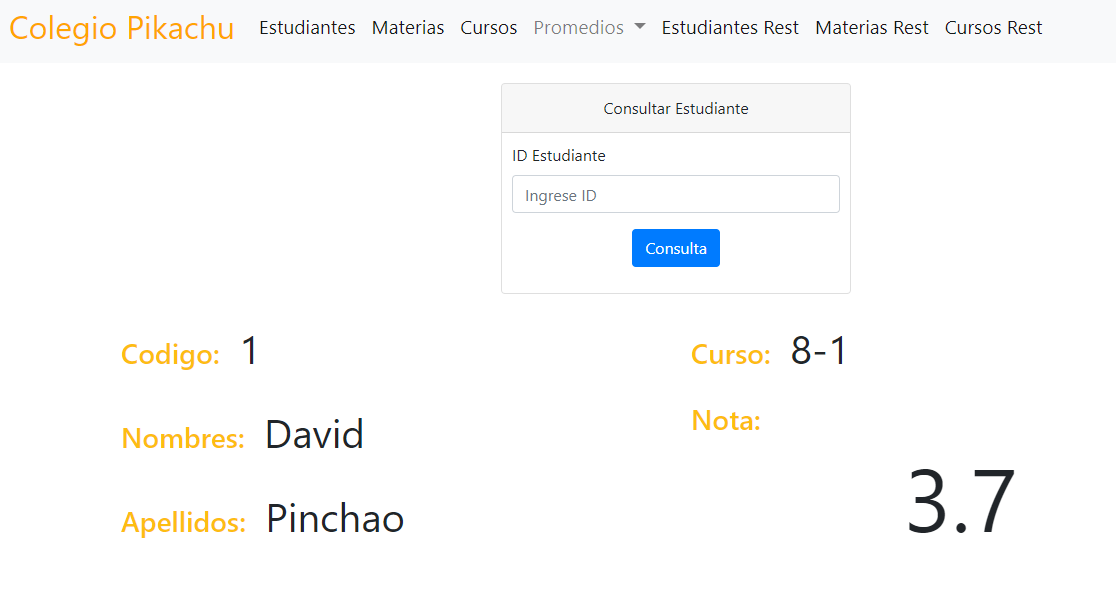 Colegio Pikachu Estudiantes Materias Cursos Promedios Estudiantes Rest Materias Rest Cursos Rest
Consultar Estudiante
ID Estudiante
Ingrese ID
Consulta
Codigo: 1
Nombres: David
Apellidos: Pinchao
Curso: 8-1
Nota:
3.7